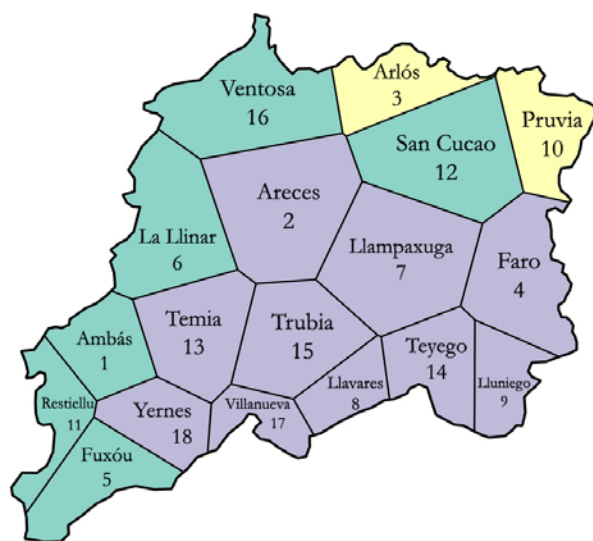 Ventosa
16
Arlós
3
Pruvia
10
San Cucao
12
Areces
2
La Llinar
6
Llampaxuga
7
Faro
4
Temia
13
Trubia
15
Ambás
1
Teyego
14
Llavares
8
Lluniego
9
Restiellu
11
Yernes
18
Villanueva
17
Fuxóu
5